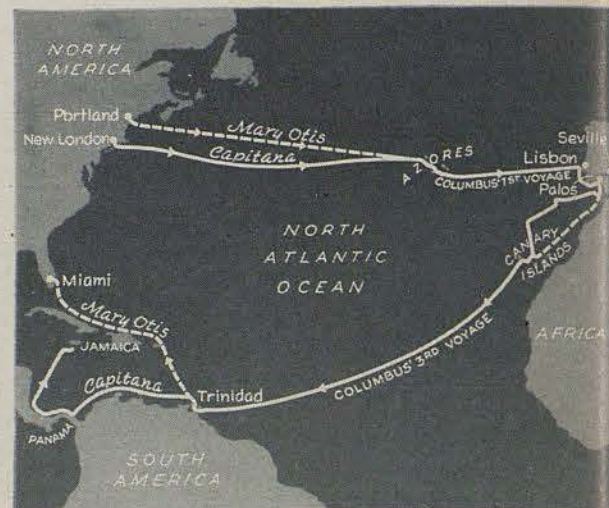 NORTH
AMERICA
Portland
Mary Otis
New London
Capitana
AZORES
COLUMBUS' 1ST VOYAGE
Seville
Lisbon
Palos
CANARY
ISLANDS
NORTH
ATLANTIC
OCEAN
Miami
Mary Otis
JAMAICA
AFRICA
Capitana
Trinidad
COLUMBUS' 3RD VOYAGE
PANAMA
SOUTH
AMERICA